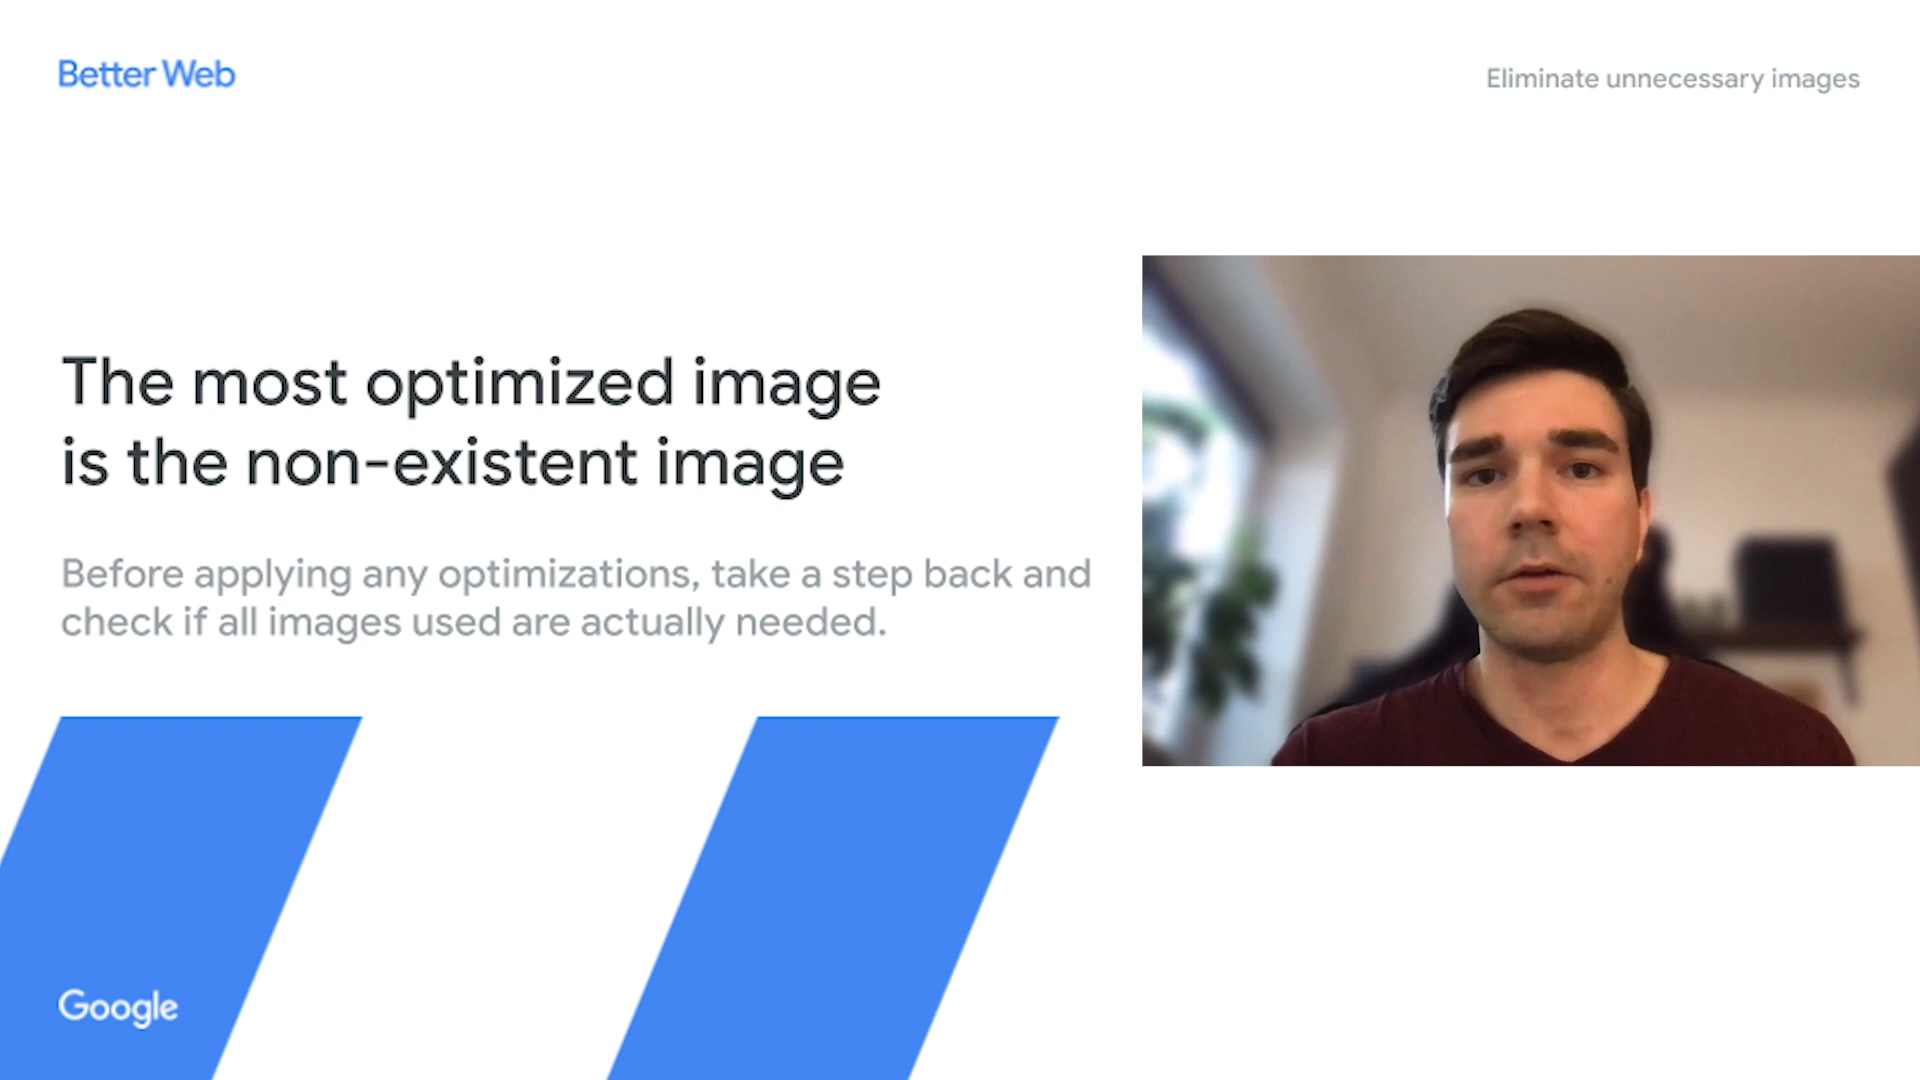 Better Web
Eliminate unnecessary images
The most optimized image
is the non-existent image
Before applying any optimizations, take a step back and
check if all images used are actually needed.
Google